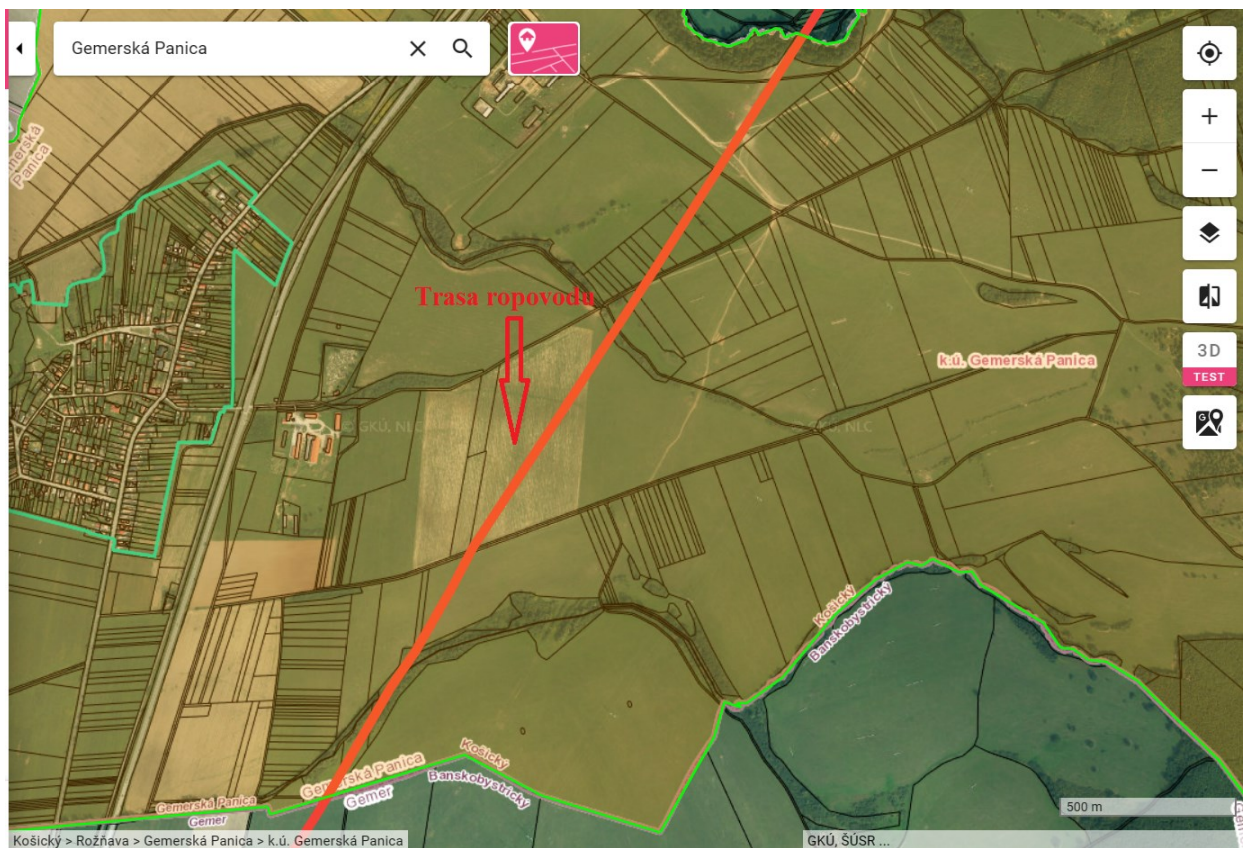 Gemerská Panica
Gemerská
Panica
Trasa ropovodu
k.ú. Gemerská Panica
3D
TEST
G
© GKÚ, NLC
© GKÚ, NLC
Košický
Banskobystrický
Košický
Banskobystrický
Gemerská Panica
Gemer
Gemerská Panica
Gemer
500 m
Košický > Rožňava > Gemerská Panica > k.ú. Gemerská Panica
GKÚ, ŠÚSR ...